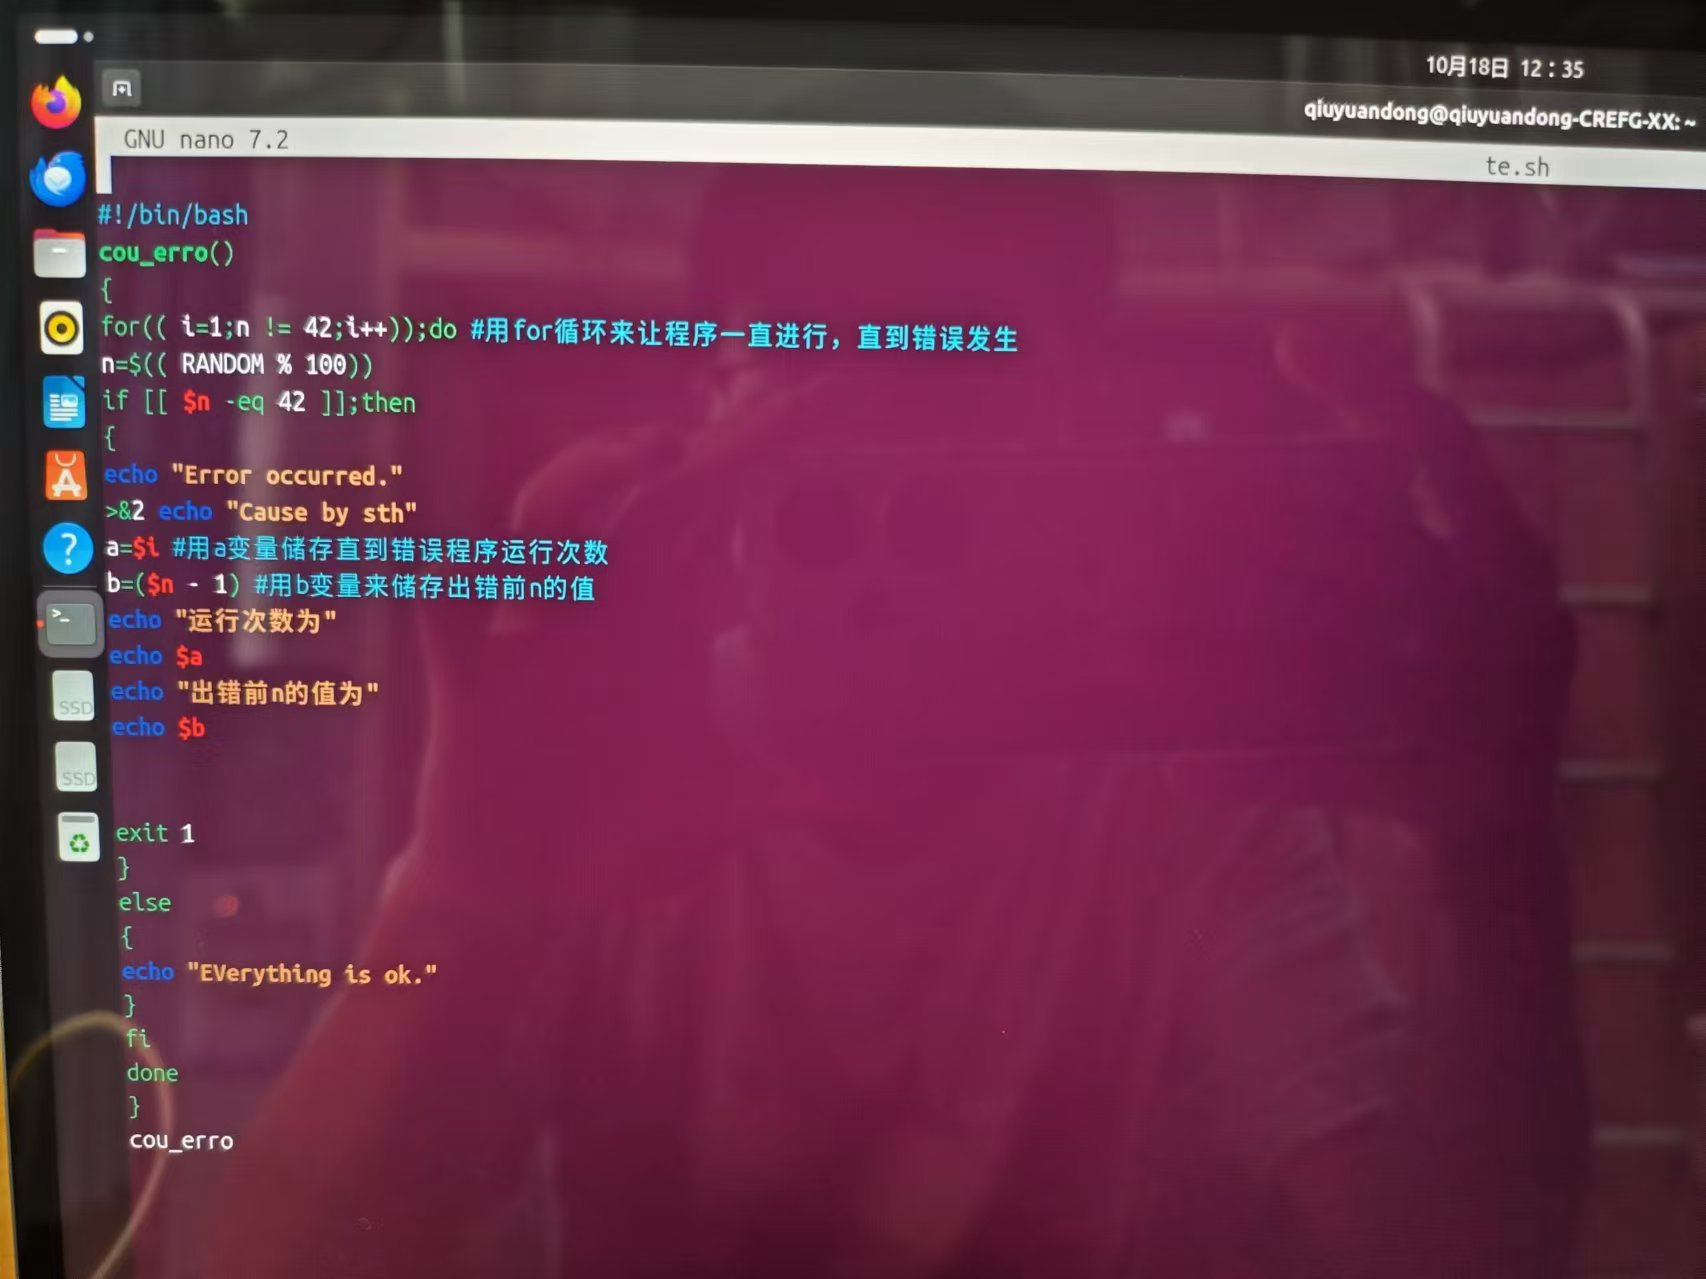 10月18日 12：35
qiuyuandong@qiuyuandong-CREFG-XX: ~
GNU nano 7.2
te.sh
#!/bin/bash
cou_erro()
{
for(( i=1;n != 42;i++));do #用for循环来让程序一直进行，直到错误发生
n=$(( RANDOM % 100))
if [[ $n -eq 42 ]];then
{
echo "Error occurred."
>&2 echo "Cause by sth"
a=$i #用a变量储存直到错误程序运行次数
b=($n - 1) #用b变量来储存出错前n的值
echo "运行次数为"
echo $a
echo "出错前n的值为"
echo $b
exit 1
}
else
{
echo "EVerything is ok."
}
fi
done
}
cou_erro
SSD
SSD